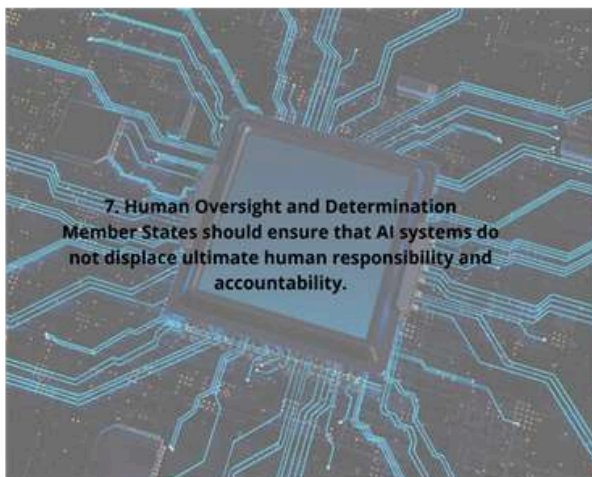 7. Human Oversight and Determination
Member States should ensure that AI systems do
not displace ultimate human responsibility and
accountability.